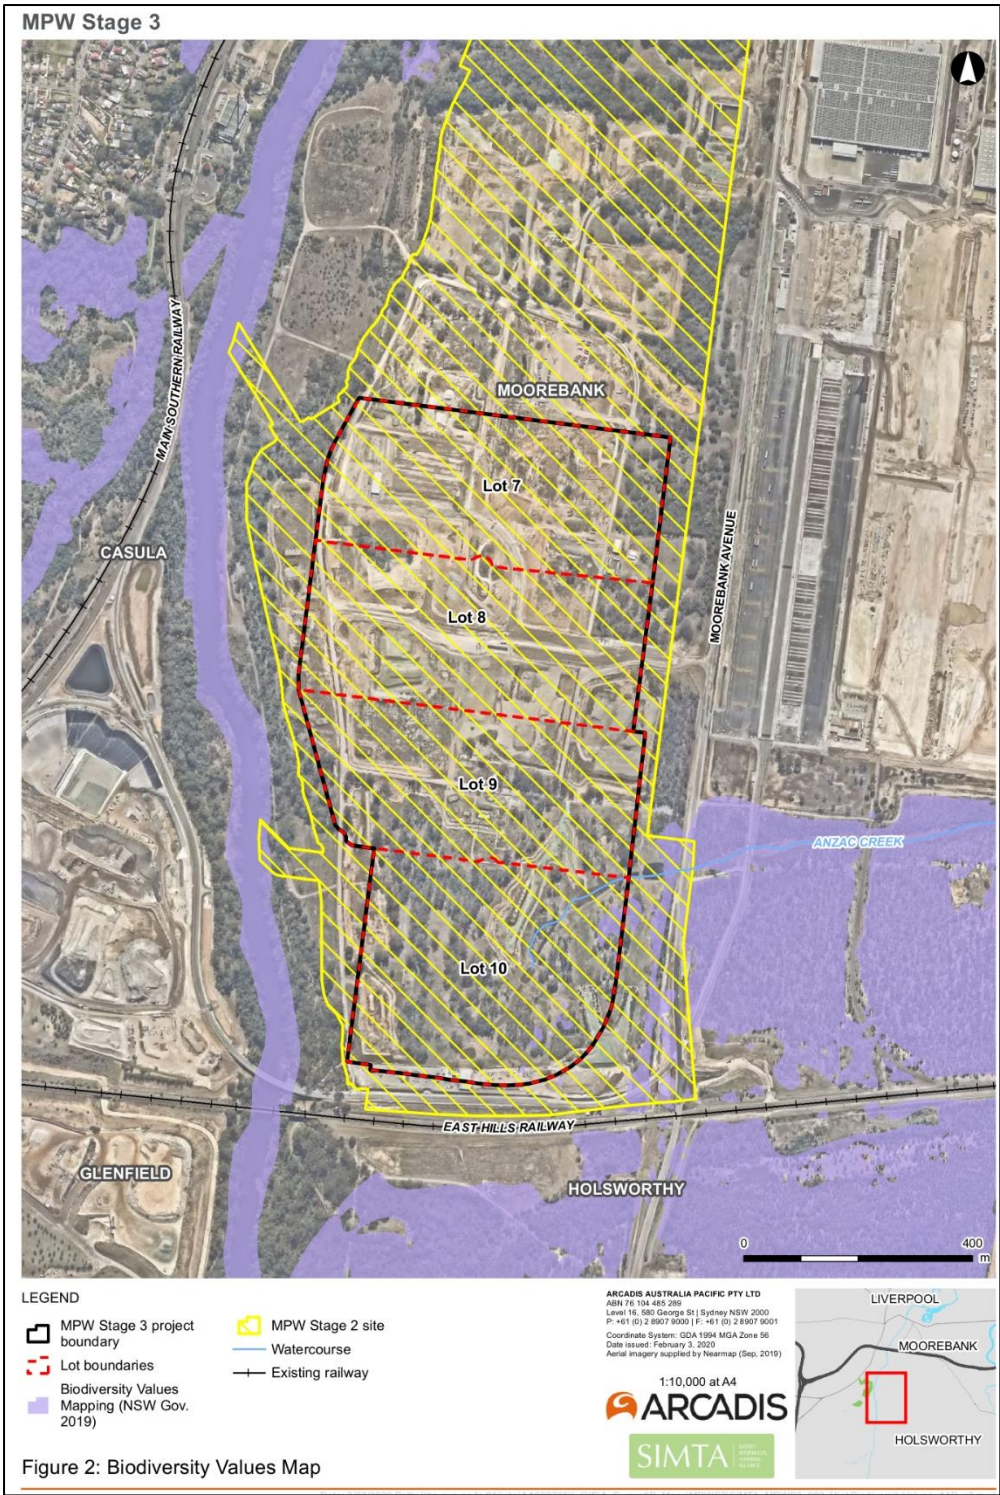 MPW Stage 3
MOOREBANK
MAIN SOUTHERN RAILWAY
Lot 7
CASULA
MOOREBANK AVENUE
Lot 8
Lot 9
ANZAC CREEK
Lot 10
EAST HILLS RAILWAY
GLENFIELD
HOLSWORTHY
0
400
m
LEGEND
MPW Stage 3 project
boundary
Lot boundaries
Biodiversity Values
Mapping (NSW Gov.
2019)
MPW Stage 2 site
Watercourse
Existing railway
ARCADIS AUSTRALIA PACIFIC PTY LTD
ABN 76 104 485 289
Level 16, 580 George St | Sydney NSW 2000
P: +61 (0) 2 8907 9000 | F: +61 (0) 2 8907 9001
Coordinate System: GDA 1994 MGA Zone 56
Date issued: February 3, 2020
Aerial imagery supplied by Nearmap (Sep, 2019)
1:10,000 at A4
ARCADIS
SIMTA
LIVERPOOL
MOOREBANK
HOLSWORTHY
Figure 2: Biodiversity Values Map